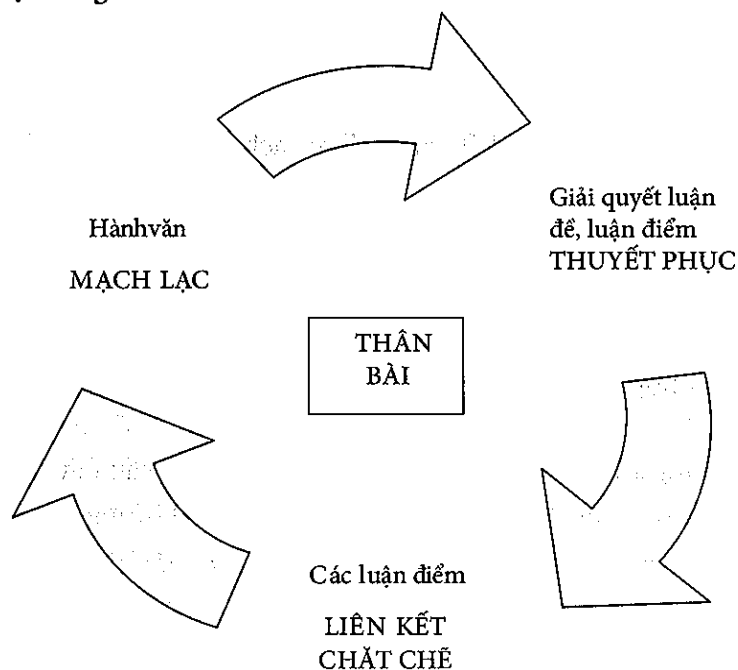 Hànhvăn
MẠCH LẠC
Giải quyết luận
đề, luận điểm
THUYẾT PHỤC
THÂN
BÀI
Các luận điểm
LIÊN KẾT
CHẶT CHẼ